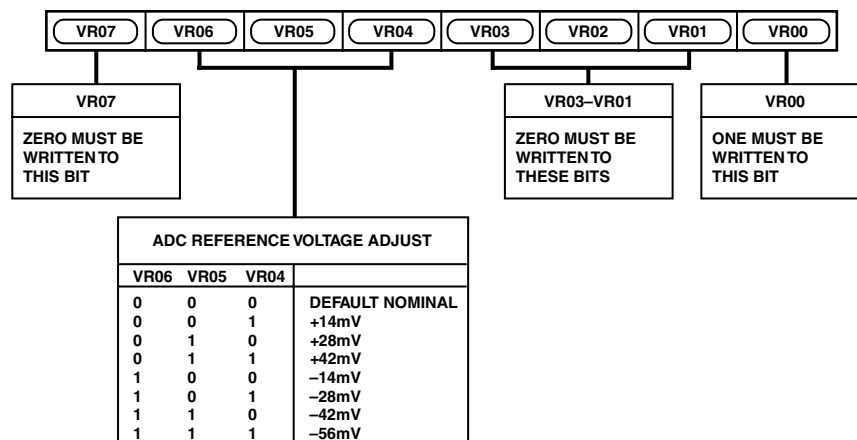 VR07 VR06 VR05 VR04 VR03 VR02 VR01 VR00
VR07
ZERO MUST BE
WRITTEN TO
THIS BIT
VR03–VR01
ZERO MUST BE
WRITTEN TO
THESE BITS
VR00
ONE MUST BE
WRITTEN TO
THIS BIT
ADC REFERENCE VOLTAGE ADJUST
VR06 VR05 VR04
0 0 0 DEFAULT NOMINAL
0 0 1 +14mV
0 1 0 +28mV
0 1 1 +42mV
1 0 0 –14mV
1 0 1 –28mV
1 1 0 –42mV
1 1 1 –56mV